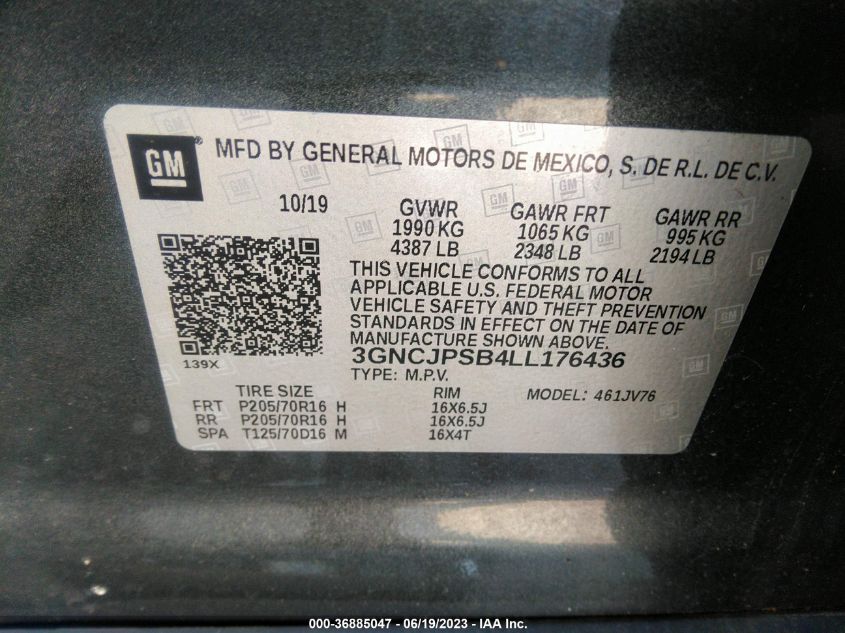 GM
MFD BY GENERAL MOTORS DE MEXICO, S. DE R.L. DE C.V.
10/19
GVWR GAWR FRT GAWR RR
1990 KG 1065 KG 995 KG
4387 LB 2348 LB 2194 LB
THIS VEHICLE CONFORMS TO ALL
APPLICABLE U.S. FEDERAL MOTOR
VEHICLE SAFETY AND THEFT PREVENTION
STANDARDS IN EFFECT ON THE DATE OF
MANUFACTURE SHOWN ABOVE.
139X
3GNCJPSB4LL176436
TYPE: M.P.V.
TIRE SIZE RIM MODEL: 461JV76
FRT P205/70R16 H 16X6.5J
RR P205/70R16 H 16X6.5J
SPA T125/70D16 M 16X4T
000-36885047 - 06/19/2023 - IAA Inc.